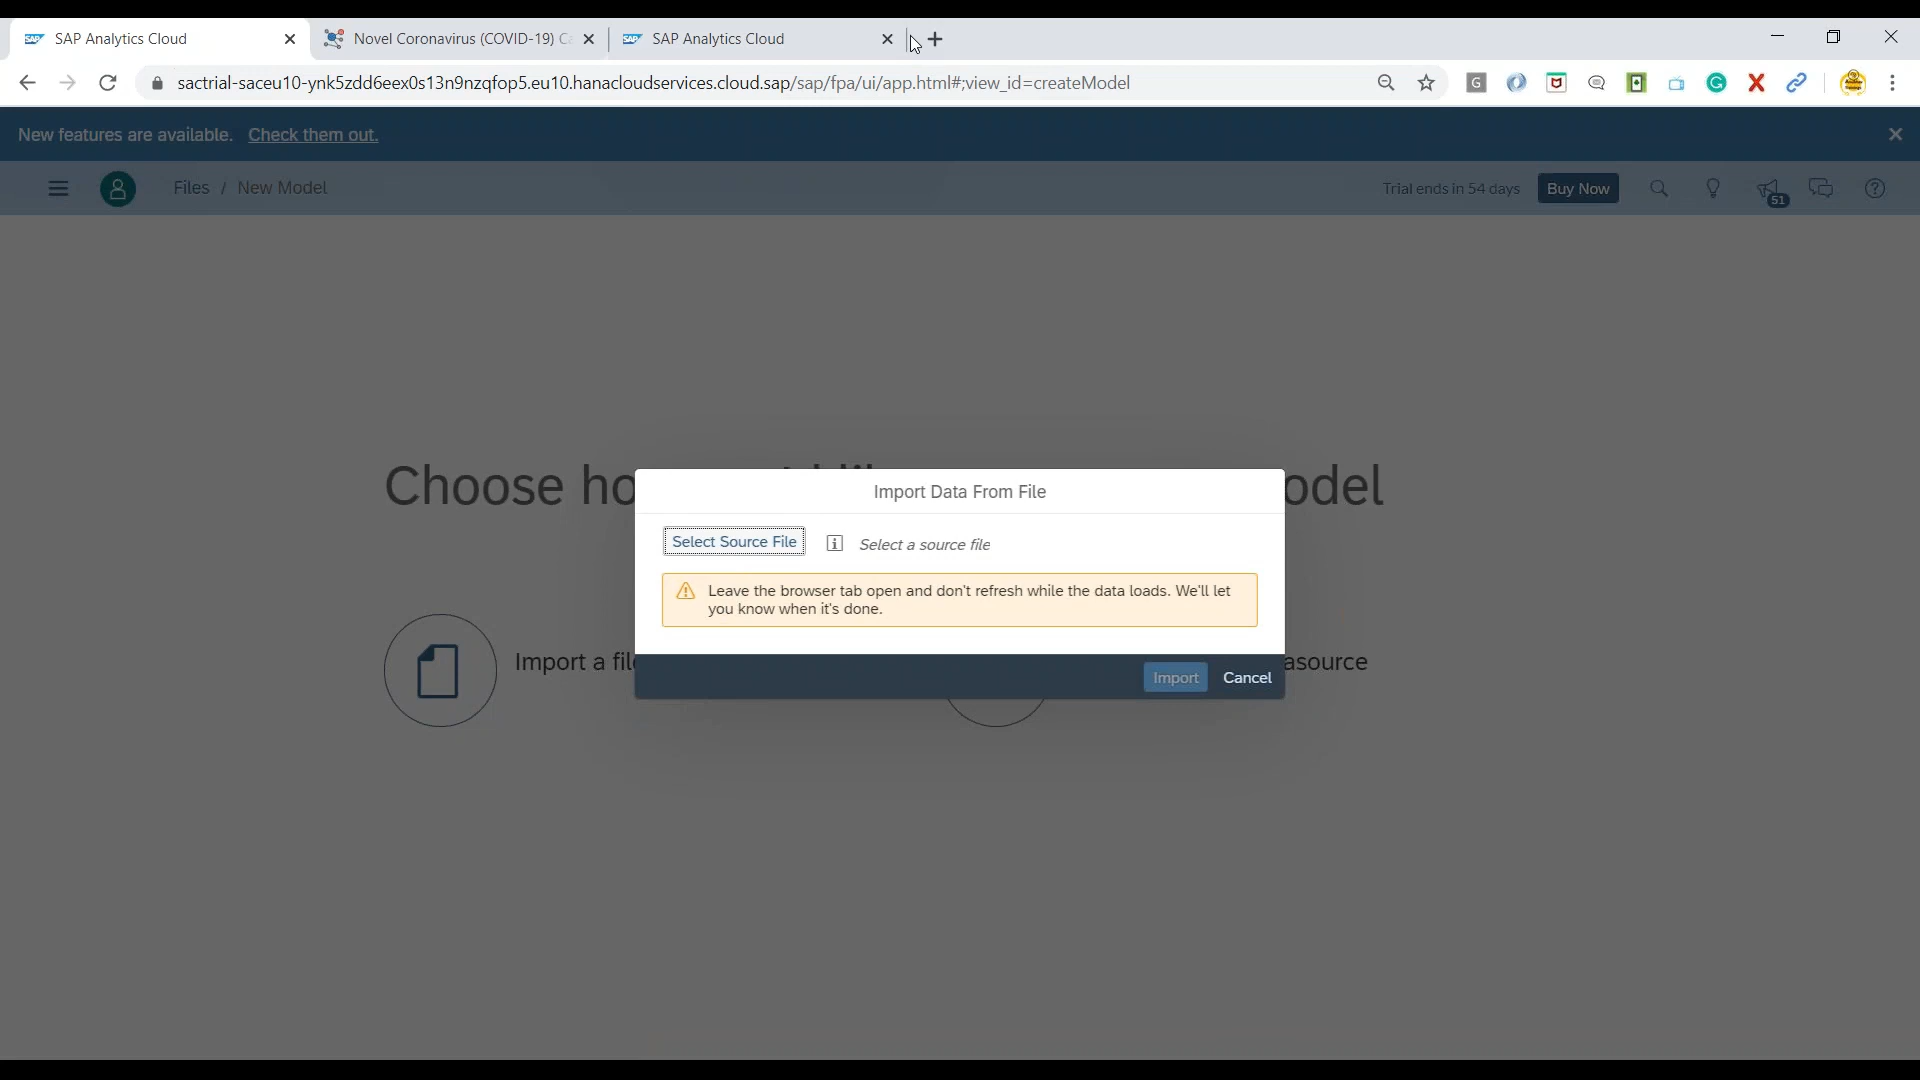 SAP SAP Analytics Cloud
Novel Coronavirus (COVID-19) C
SAP SAP Analytics Cloud
sactrial-saceu10-ynk5zdd6eex0s13n9nzqfop5.eu10.hanacloudservices.cloud.sap/sap/fpa/ui/app.html#;view_id=createModel
G
New features are available. Check them out.
Files / New Model
Trial ends in 54 days
Buy Now
51
Choose ho
odel
Import Data From File
Select Source File
Select a source file
Leave the browser tab open and don't refresh while the data loads. We'll let
you know when it's done.
Import a file
asource
Import
Cancel